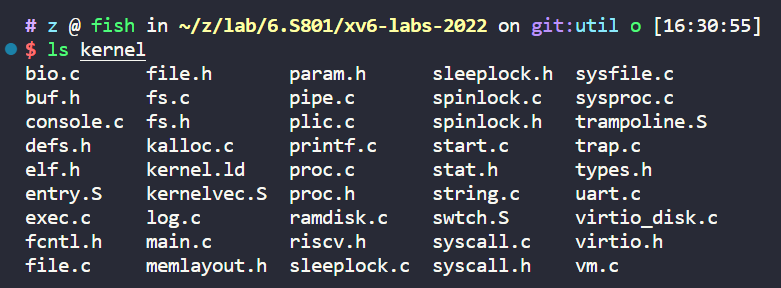 # z @ fish in ~/z/lab/6.S801/xv6-labs-2022 on git:util o [16:30:55]
$ ls kernel
bio.c file.h param.h sleeplock.h sysfile.c
buf.h fs.c pipe.c spinlock.c sysproc.c
console.c fs.h plic.c spinlock.h trampoline.S
defs.h kalloc.c printf.c start.c trap.c
elf.h kernel.ld proc.c stat.h types.h
entry.S kernelvec.S proc.h string.c uart.c
exec.c log.c ramdisk.c swtch.S virtio_disk.c
fcntl.h main.c riscv.h syscall.c virtio.h
file.c memlayout.h sleeplock.c syscall.h vm.c